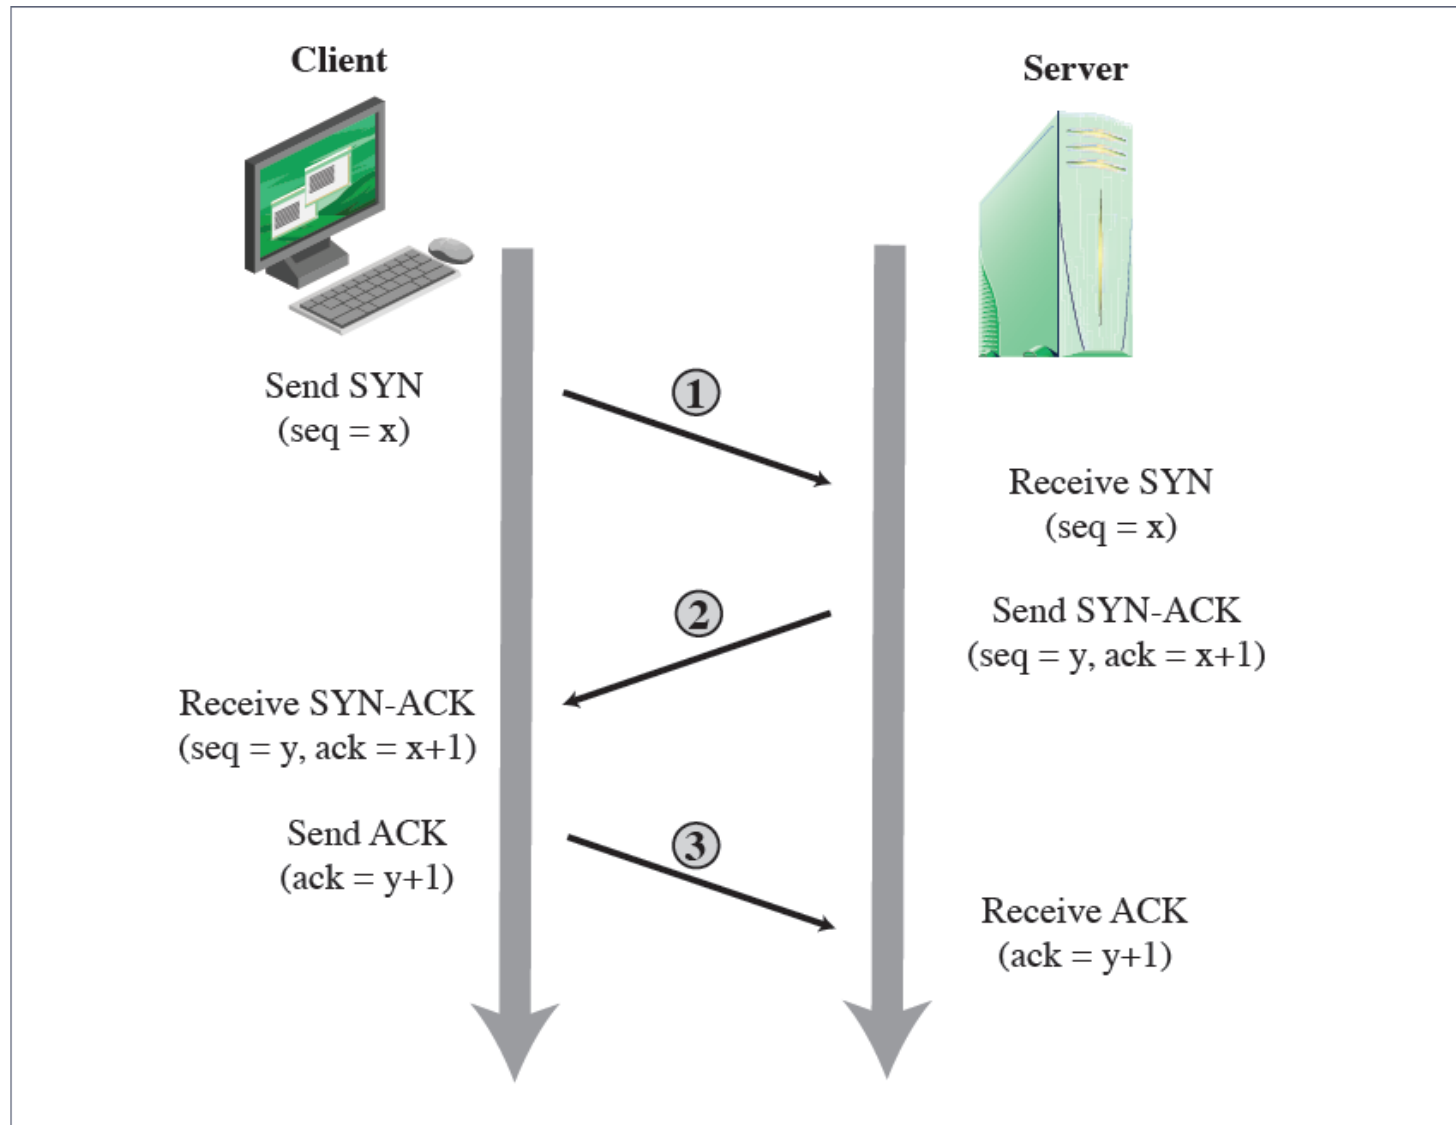 Client
Server
Send SYN
(seq = x)
1
Receive SYN
(seq = x)
2
Send SYN-ACK
(seq = y, ack = x+1)
Receive SYN-ACK
(seq = y, ack = x+1)
Send ACK
(ack = y+1)
3
Receive ACK
(ack = y+1)